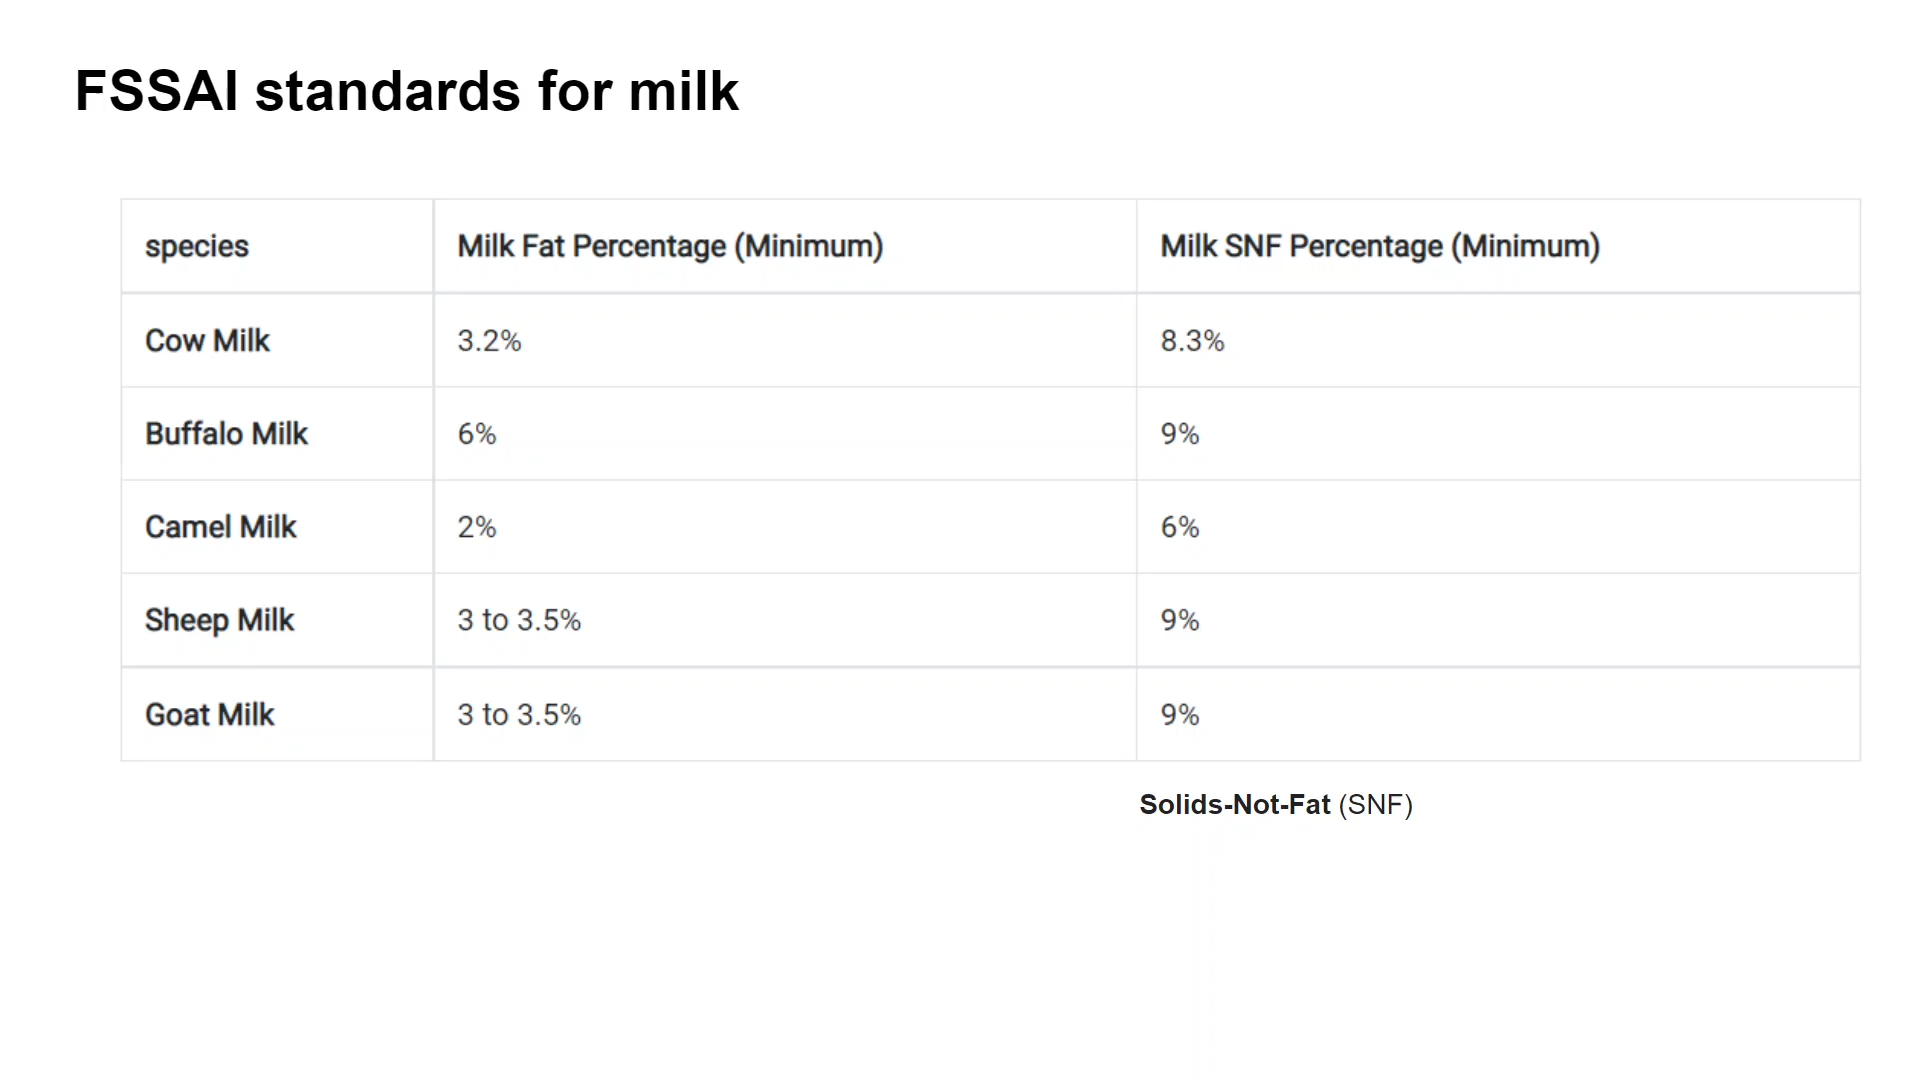 FSSAI standards for milk
species Milk Fat Percentage (Minimum) Milk SNF Percentage (Minimum)
Cow Milk 3.2% 8.3%
Buffalo Milk 6% 9%
Camel Milk 2% 6%
Sheep Milk 3 to 3.5% 9%
Goat Milk 3 to 3.5% 9%
Solids-Not-Fat (SNF)